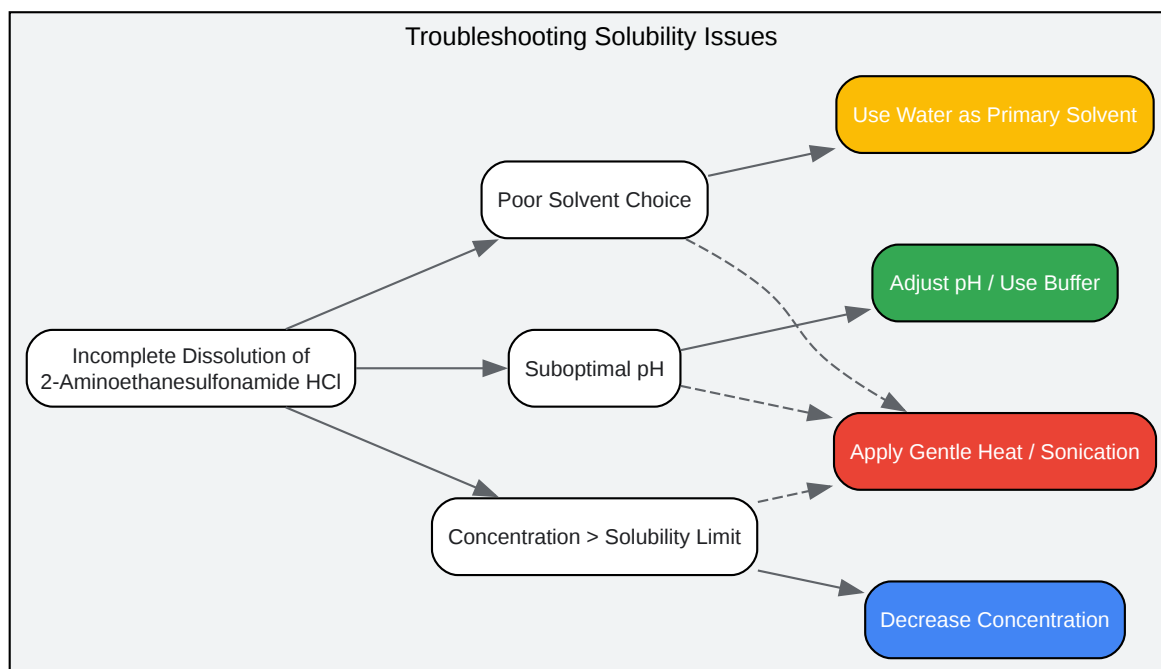 Troubleshooting Solubility Issues
Use Water as Primary Solvent
Poor Solvent Choice
Adjust pH / Use Buffer
Incomplete Dissolution of
2-Aminoethanesulfonamide HCl
Suboptimal pH
Apply Gentle Heat / Sonication
Concentration > Solubility Limit
Decrease Concentration